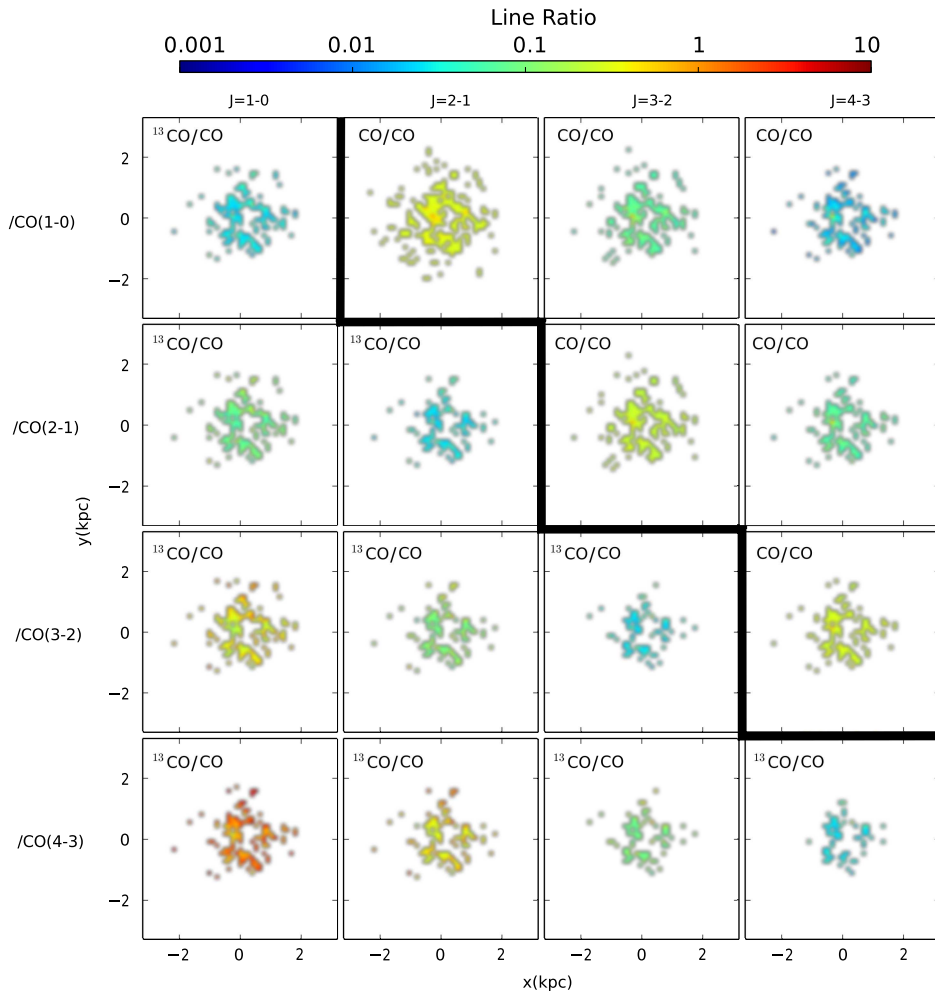 Line Ratio
0.001 0.01 0.1 1 10
J=1-0 J=2-1 J=3-2 J=4-3
¹³CO/CO CO/CO CO/CO CO/CO
2
/CO(1-0) 0
−2
¹³CO/CO ¹³CO/CO CO/CO CO/CO
2
/CO(2-1) 0
−2
y(kpc)
¹³CO/CO ¹³CO/CO ¹³CO/CO CO/CO
2
/CO(3-2) 0
−2
¹³CO/CO ¹³CO/CO ¹³CO/CO ¹³CO/CO
2
/CO(4-3) 0
−2
−2 0 2 −2 0 2 −2 0 2 −2 0 2
x(kpc)